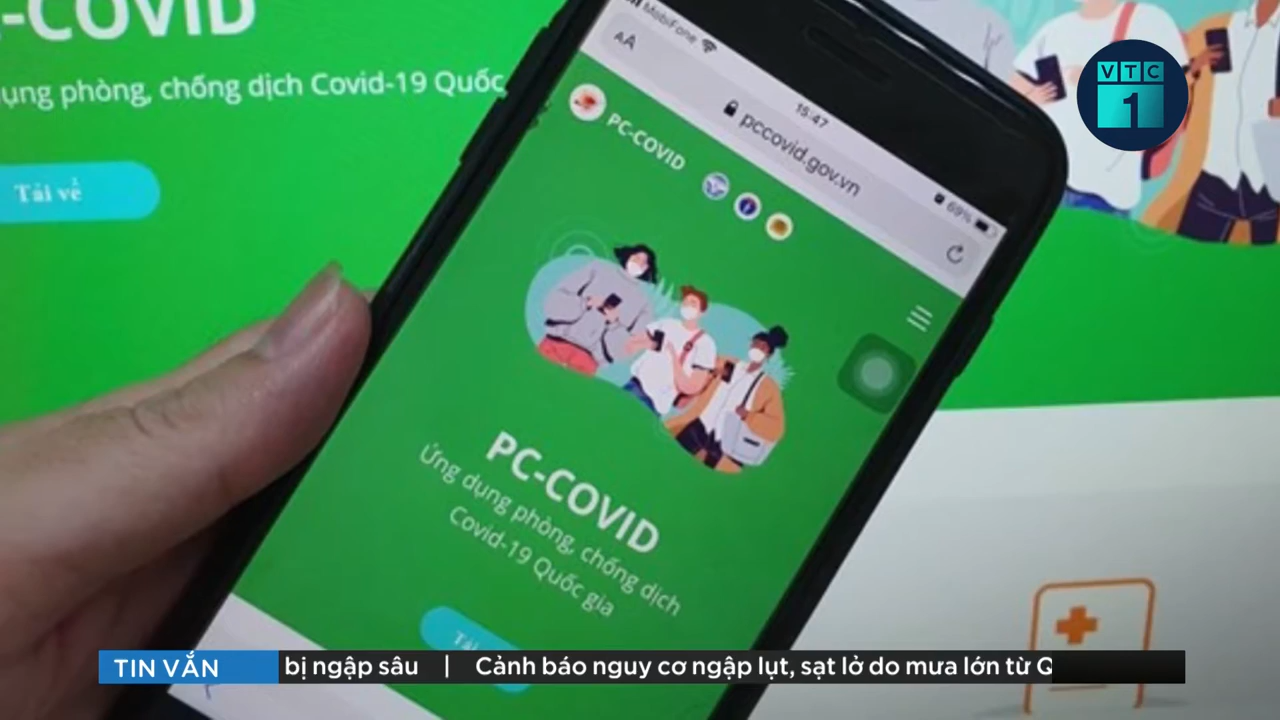 -COVID
ụng phòng, chống dịch Covid-19 Quốc
Tải về
MobiFone
15:47
69%
AA
pccovid.gov.vn
PC-COVID
PC-COVID
Ứng dụng phòng, chống dịch
Covid-19 Quốc gia
VTC
1
TIN VẮN
bị ngập sâu | Cảnh báo nguy cơ ngập lụt, sạt lở do mưa lớn từ Q